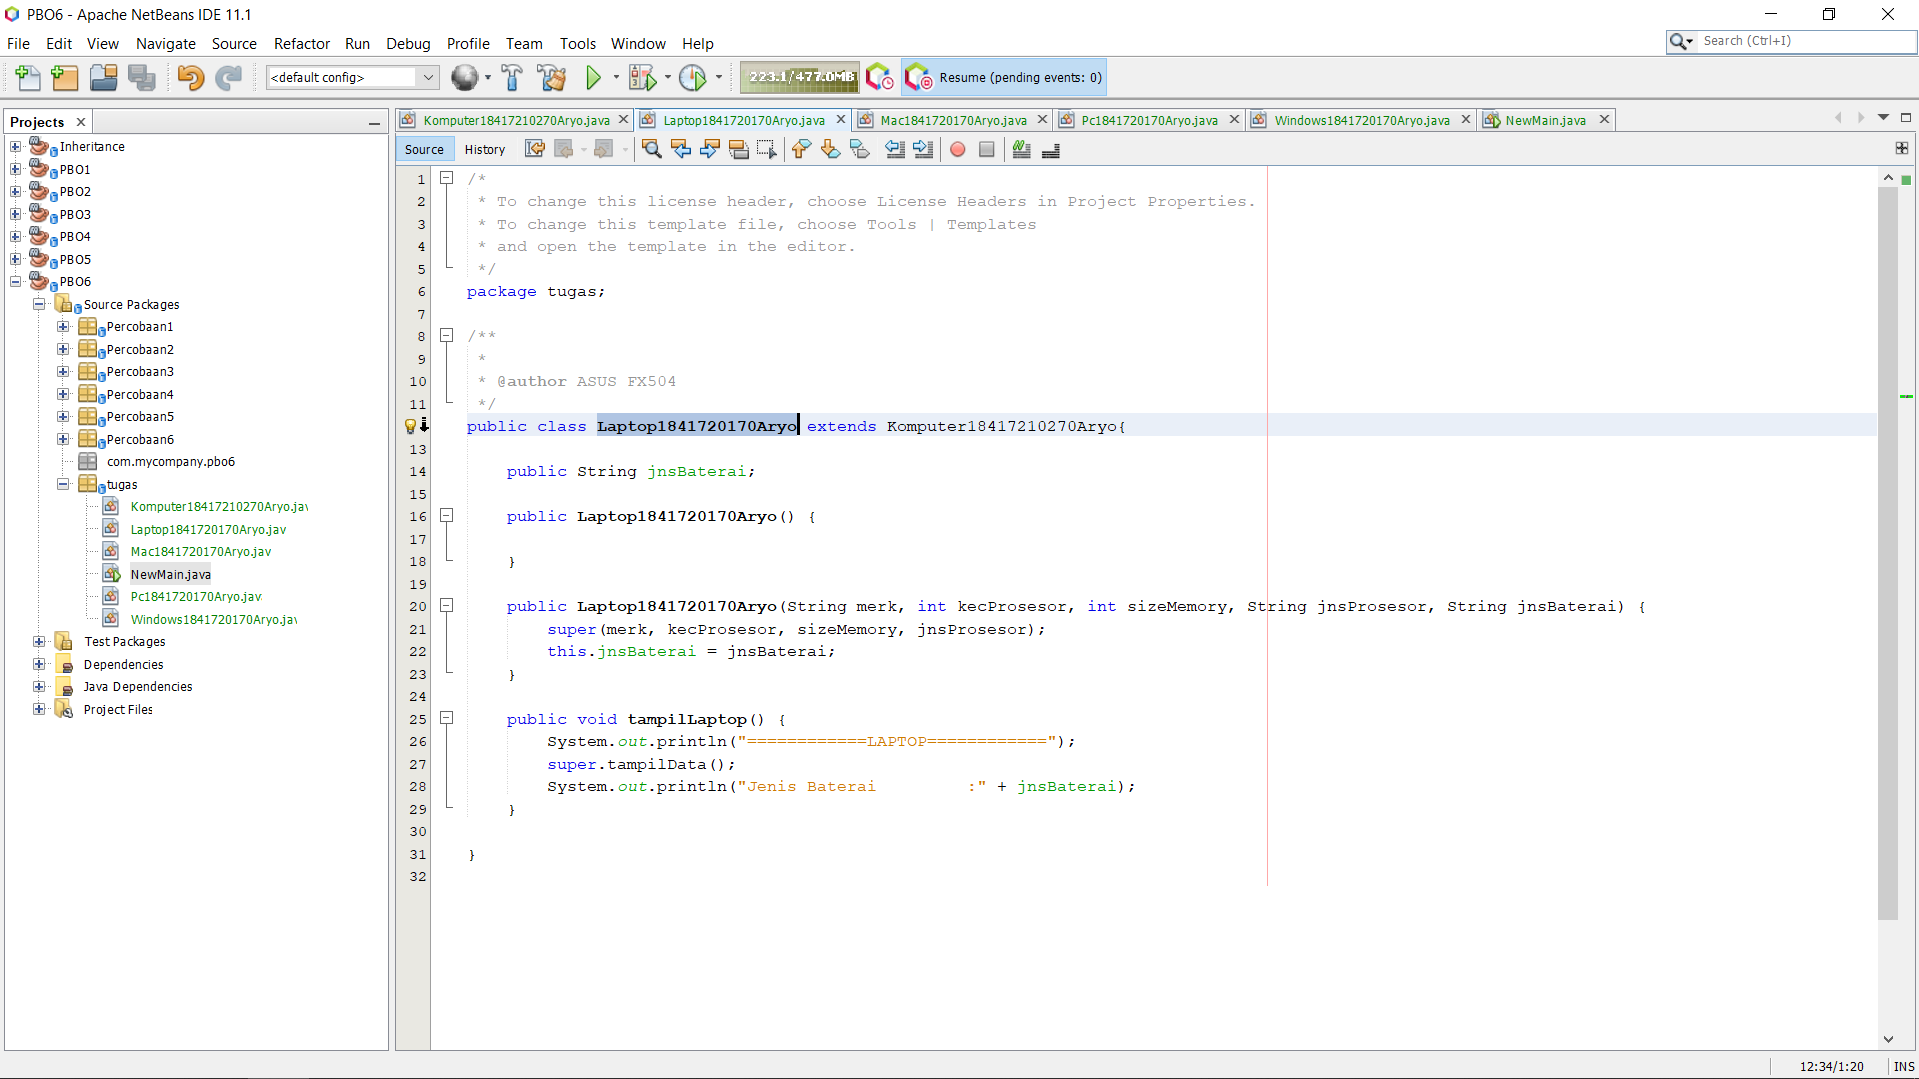 PBO6 - Apache NetBeans IDE 11.1
File Edit View Navigate Source Refactor Run Debug Profile Team Tools Window Help
Search (Ctrl+I)
<default config>
223.1/477.0MB
Resume (pending events: 0)
Projects
Komputer18417210270Aryo.java
Laptop1841720170Aryo.java
Mac1841720170Aryo.java
Pc1841720170Aryo.java
Windows1841720170Aryo.java
NewMain.java
Source History
Inheritance
PBO1
PBO2
PBO3
PBO4
PBO5
PBO6
Source Packages
Percobaan1
Percobaan2
Percobaan3
Percobaan4
Percobaan5
Percobaan6
com.mycompany.pbo6
tugas
Komputer18417210270Aryo.jav
Laptop1841720170Aryo.jav
Mac1841720170Aryo.jav
NewMain.java
Pc1841720170Aryo.jav
Windows1841720170Aryo.jav
Test Packages
Dependencies
Java Dependencies
Project Files
1 /*
2 * To change this license header, choose License Headers in Project Properties.
3 * To change this template file, choose Tools | Templates
4 * and open the template in the editor.
5 */
6 package tugas;
7
8 /**
9 *
10 * @author ASUS FX504
11 */
public class Laptop1841720170Aryo extends Komputer18417210270Aryo{
13
14 public String jnsBaterai;
15
16 public Laptop1841720170Aryo() {
17
18 }
19
20 public Laptop1841720170Aryo(String merk, int kecProsesor, int sizeMemory, String jnsProsesor, String jnsBaterai) {
21 super(merk, kecProsesor, sizeMemory, jnsProsesor);
22 this.jnsBaterai = jnsBaterai;
23 }
24
25 public void tampilLaptop() {
26 System.out.println("============LAPTOP============");
27 super.tampilData();
28 System.out.println("Jenis Baterai         :" + jnsBaterai);
29 }
30
31 }
32
12:34/1:20 INS